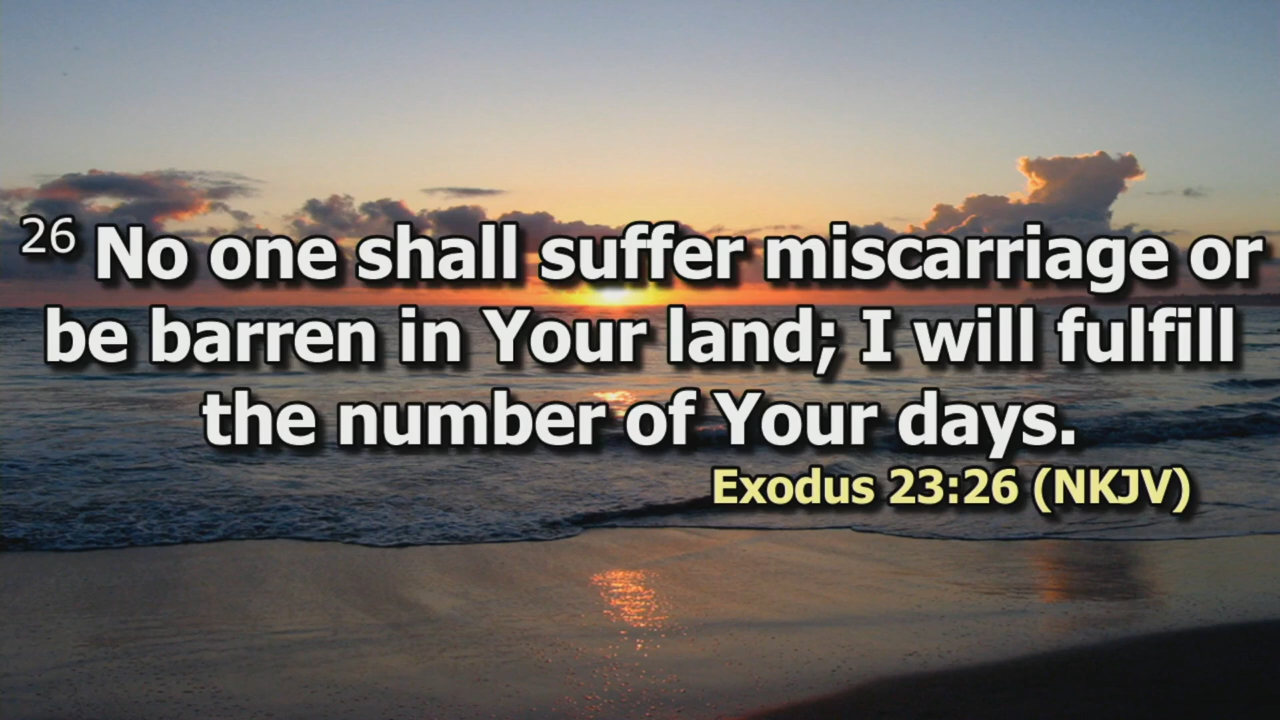 26 No one shall suffer miscarriage or
be barren in Your land; I will fulfill
the number of Your days.
Exodus 23:26 (NKJV)